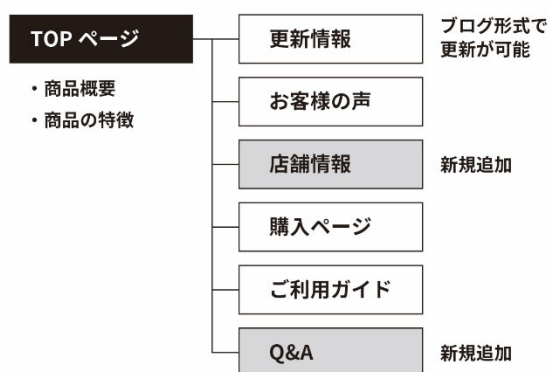 TOP ページ
・商品概要
・商品の特徴
更新情報
ブログ形式で
更新が可能
お客様の声
店舗情報
新規追加
購入ページ
ご利用ガイド
Q&A
新規追加